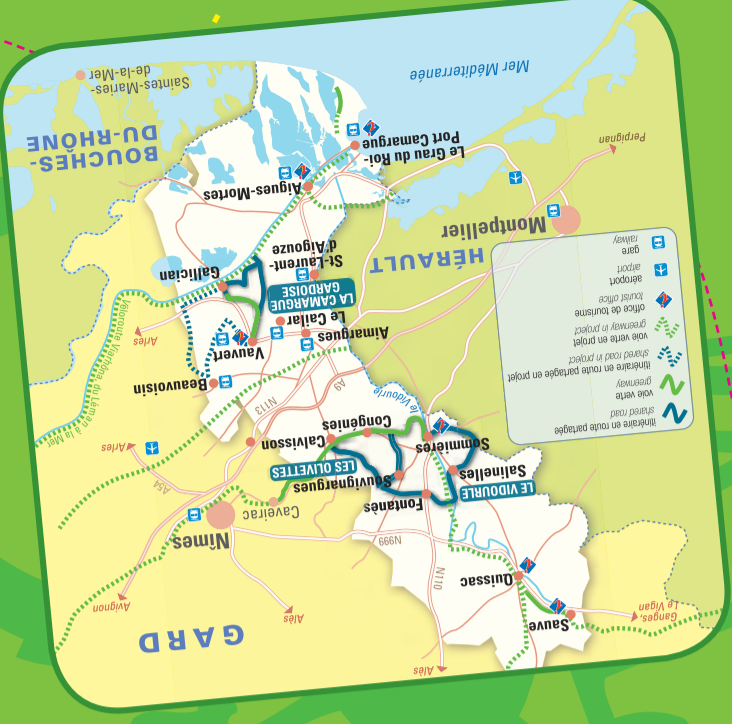 GARD
Alès
Ganges,
Le Vigan
Sauve
Quissac
N110
N999
Alès
Avignon
Nîmes
Caveirac
A54
Arles
Fontanès
Salinelles
LE VIDOURLE
Souvignargues
LES OLIVETTES
Sommières
Congénies
Calvisson
le Vidourle
N113
A9
Beauvoisin
Vauvert
Aimargues
Le Cailar
Arles
Véloroute ViaRhôna, du Léman à la Mer
LA CAMARGUE
GARDOISE
St-Laurent-
d'Aigouze
Gallician
HÉRAULT
Montpellier
Aigues-Mortes
Le Grau du Roi-
Port Camargue
Perpignan
BOUCHES-
DU-RHÔNE
Saintes-Maries-
de-la-Mer
Mer Méditerranée
itinéraire en route partagée
shared road
voie verte
greenway
itinéraire en route partagée en projet
shared road in project
voie verte en projet
greenway in project
office de tourisme
tourist office
aéroport
airport
gare
railway